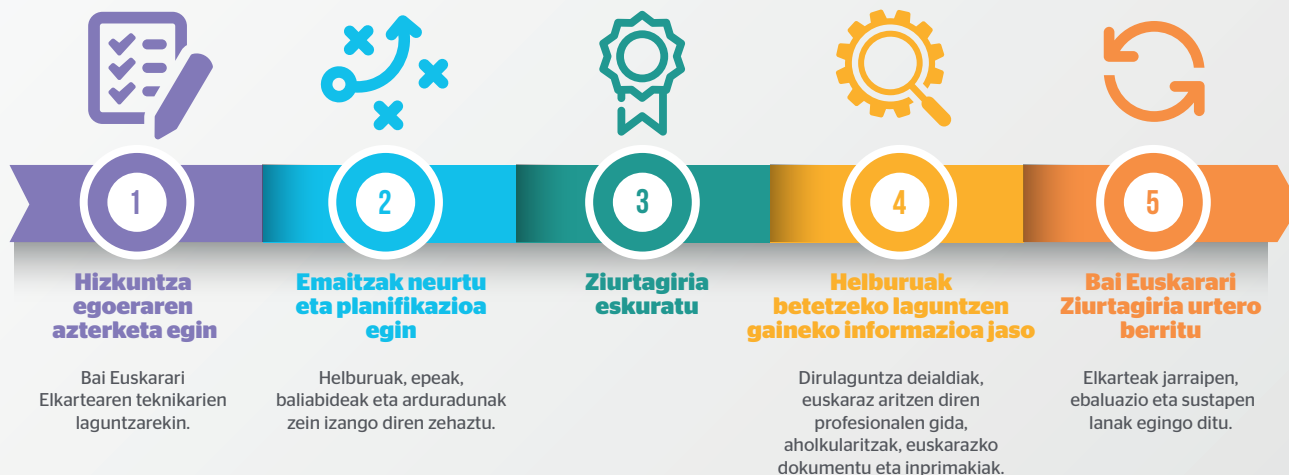 1
Hizkuntza
egoeraren
azterketa egin
Bai Euskarari
Elkartearen teknikarien
laguntzarekin.
2
Emaitzak neurtu
eta planifikazioa
egin
Helburuak, epeak,
baliabideak eta arduradunak
zein izango diren zehaztu.
3
Ziurtagiria
eskuratu
4
Helburuak
betetzeko laguntzen
gaineko informazioa jaso
Dirulaguntza deialdiak,
euskaraz aritzen diren
profesionalen gida,
aholkularitzak, euskarazko
dokumentu eta inprimakiak.
5
Bai Euskarari
Ziurtagiria urtero
berritu
Elkarteak jarraipen,
ebaluazio eta sustapen
lanak egingo ditu.